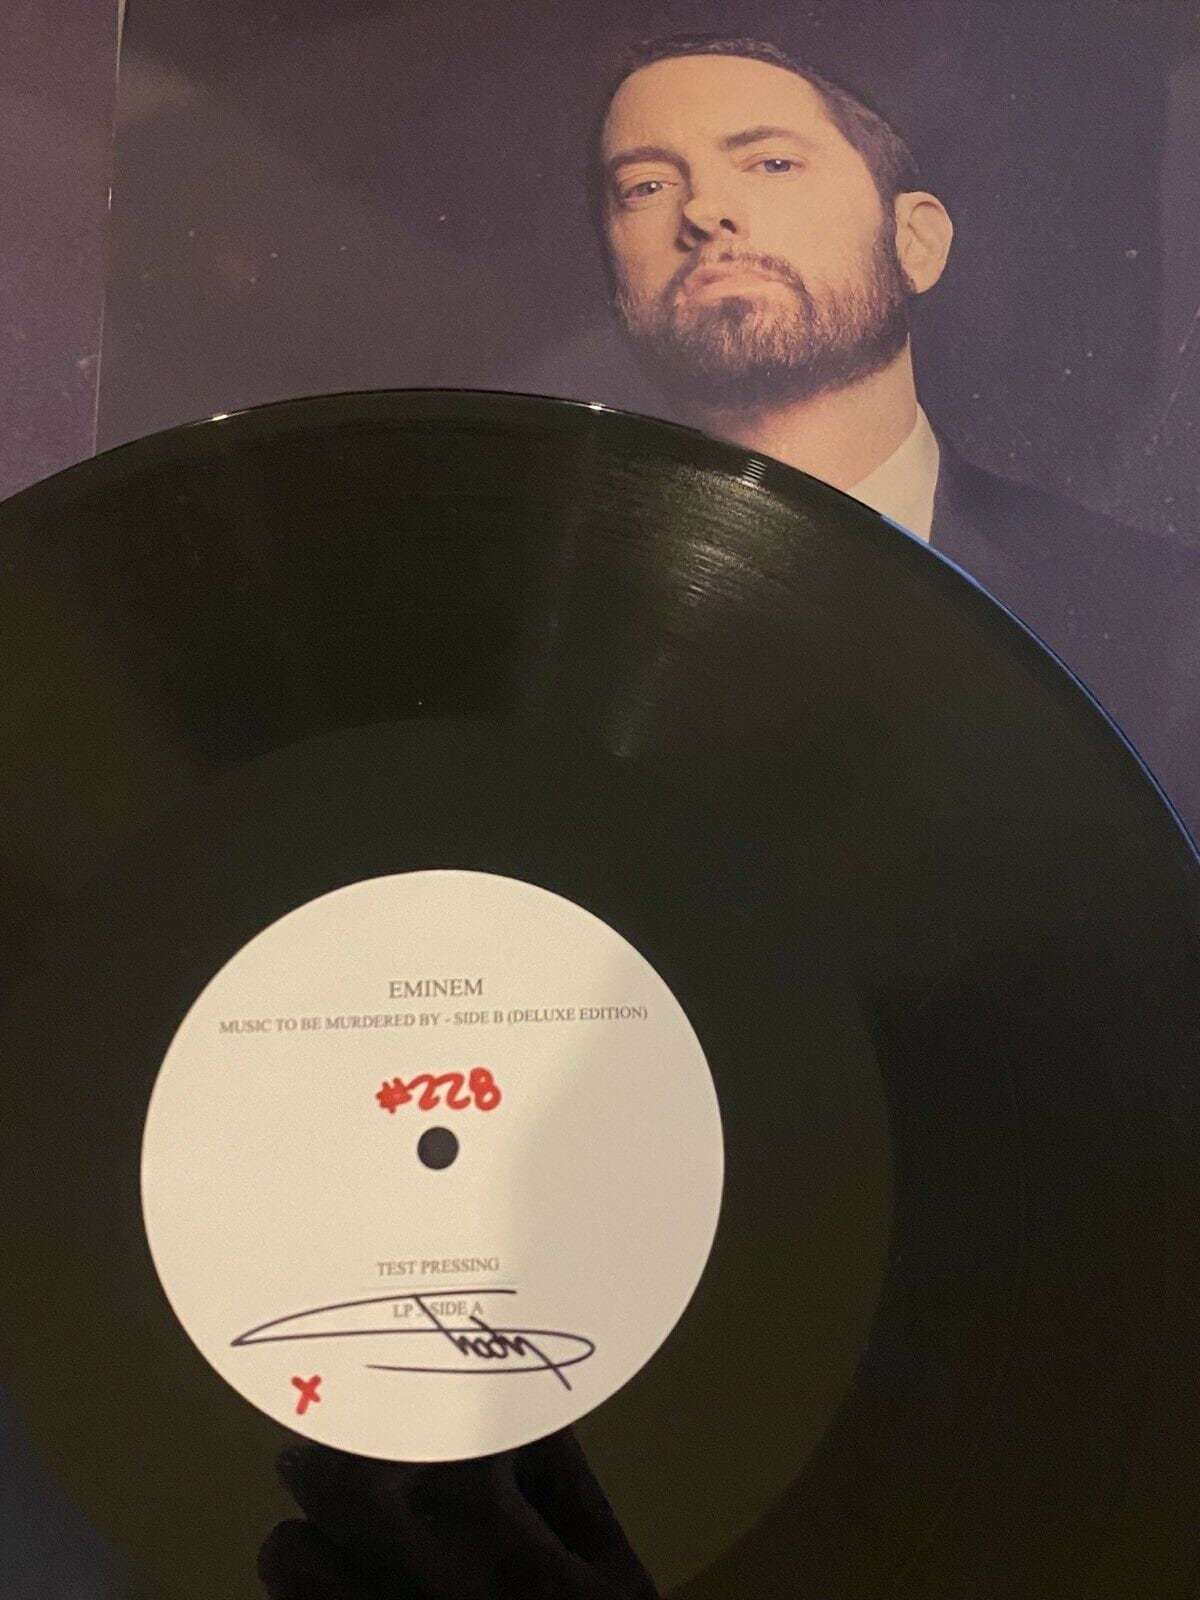 EMINEM
MUSIC TO BE MURDERED BY - SIDE B (DELUXE EDITION)
#228
TEST PRESSING
LP SIDE A
X